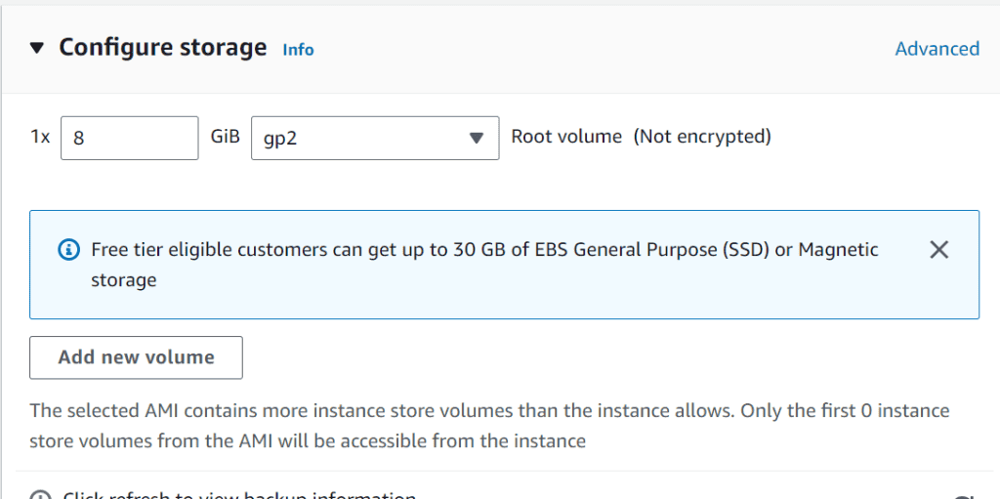 Configure storage Info Advanced
1x 8 GiB gp2 Root volume (Not encrypted)
Free tier eligible customers can get up to 30 GB of EBS General Purpose (SSD) or Magnetic
storage
Add new volume
The selected AMI contains more instance store volumes than the instance allows. Only the first 0 instance
store volumes from the AMI will be accessible from the instance
Click refresh to view backup information